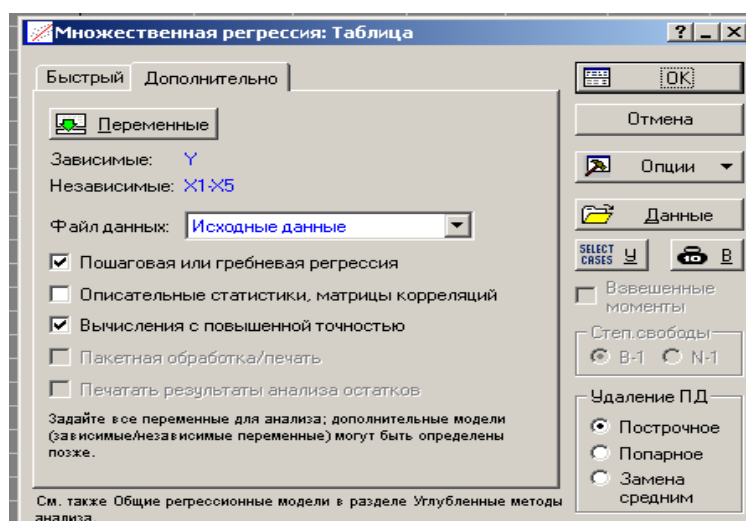 Множественная регрессия: Таблица
? _ ×
Быстрый Дополнительно
Переменные
Зависимые: Y
Независимые: X1-X5
Файл данных: Исходные данные
Пошаговая или гребневая регрессия
Описательные статистики, матрицы корреляций
Вычисления с повышенной точностью
Пакетная обработка/печать
Печатать результаты анализа остатков
Задайте все переменные для анализа; дополнительные модели
(зависимые/независимые переменные) могут быть определены
позже.
См. также Общие регрессионные модели в разделе Углубленные методы
анализа.
OK
Отмена
Опции
Данные
SELECT
CASES У
В
Взвешенные
моменты
Степ.свободы
В-1 N-1
Удаление ПД
Построчное
Попарное
Замена
средним